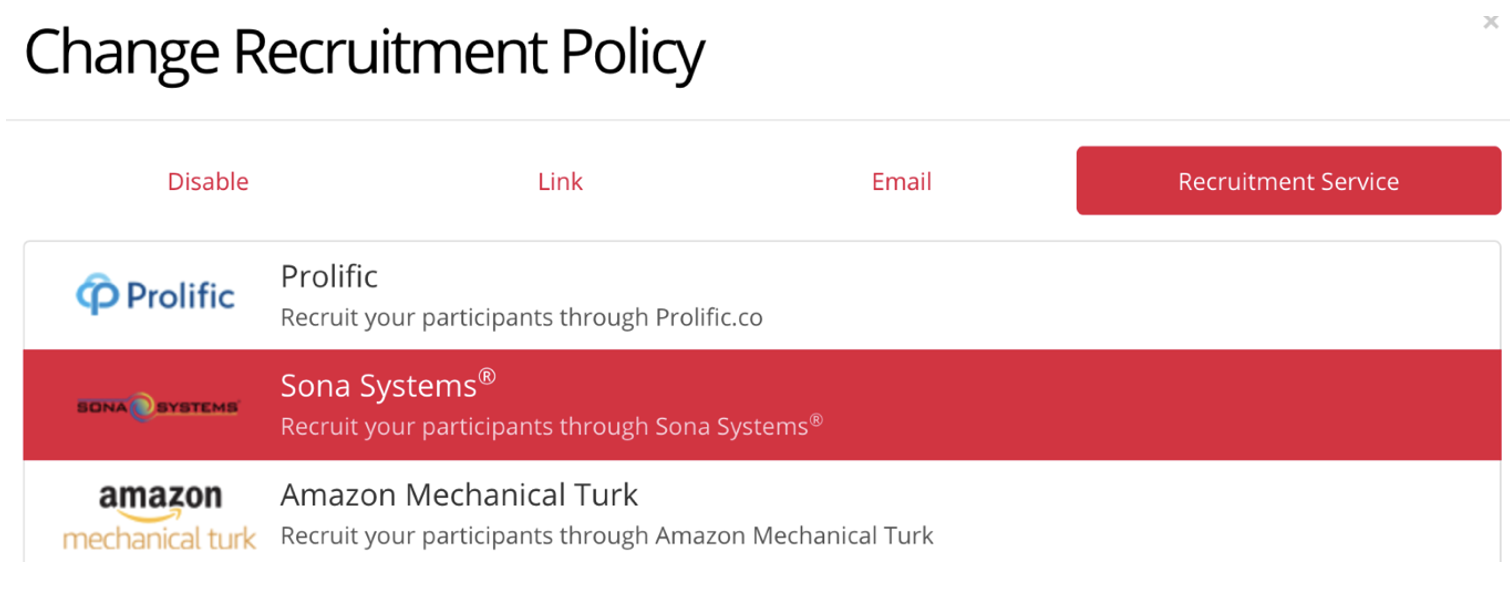 Change Recruitment Policy
×
Disable Link Email Recruitment Service
Prolific
Prolific
Recruit your participants through Prolific.co
SONA SYSTEMS
Sona Systems®
Recruit your participants through Sona Systems®
amazon
mechanical turk
Amazon Mechanical Turk
Recruit your participants through Amazon Mechanical Turk